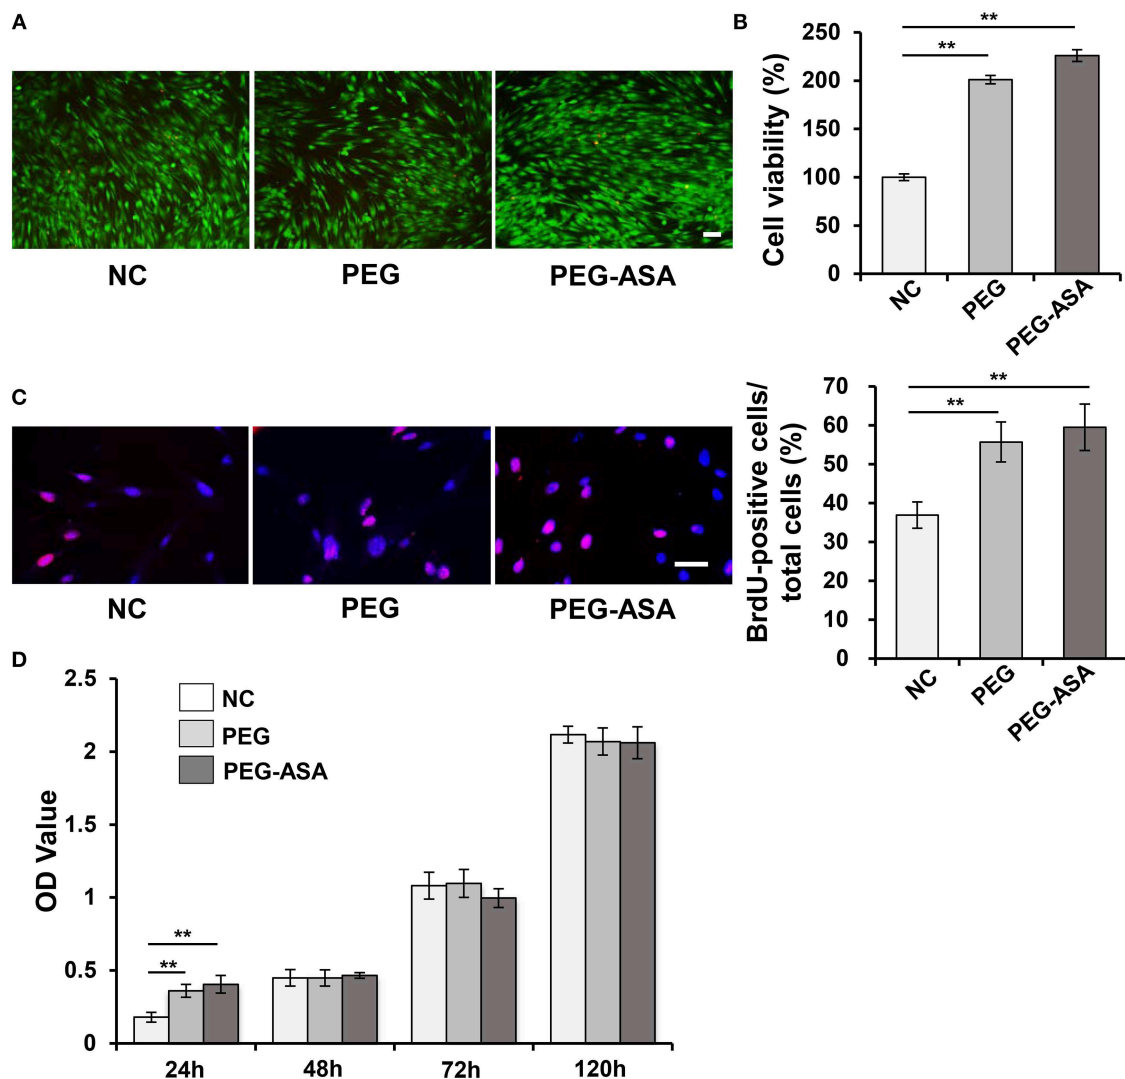 A
NC
PEG
PEG-ASA
B
Cell viability (%)
250
200
150
100
50
0
**
**
NC
PEG
PEG-ASA
C
NC
PEG
PEG-ASA
BrdU-positive cells/
total cells (%)
70
60
50
40
30
60
10
0
**
**
NC
PEG
PEG-ASA
D
OD Value
2.5
2
1.5
1
0.5
0
NC
PEG
PEG-ASA
**
**
24h
48h
72h
120h